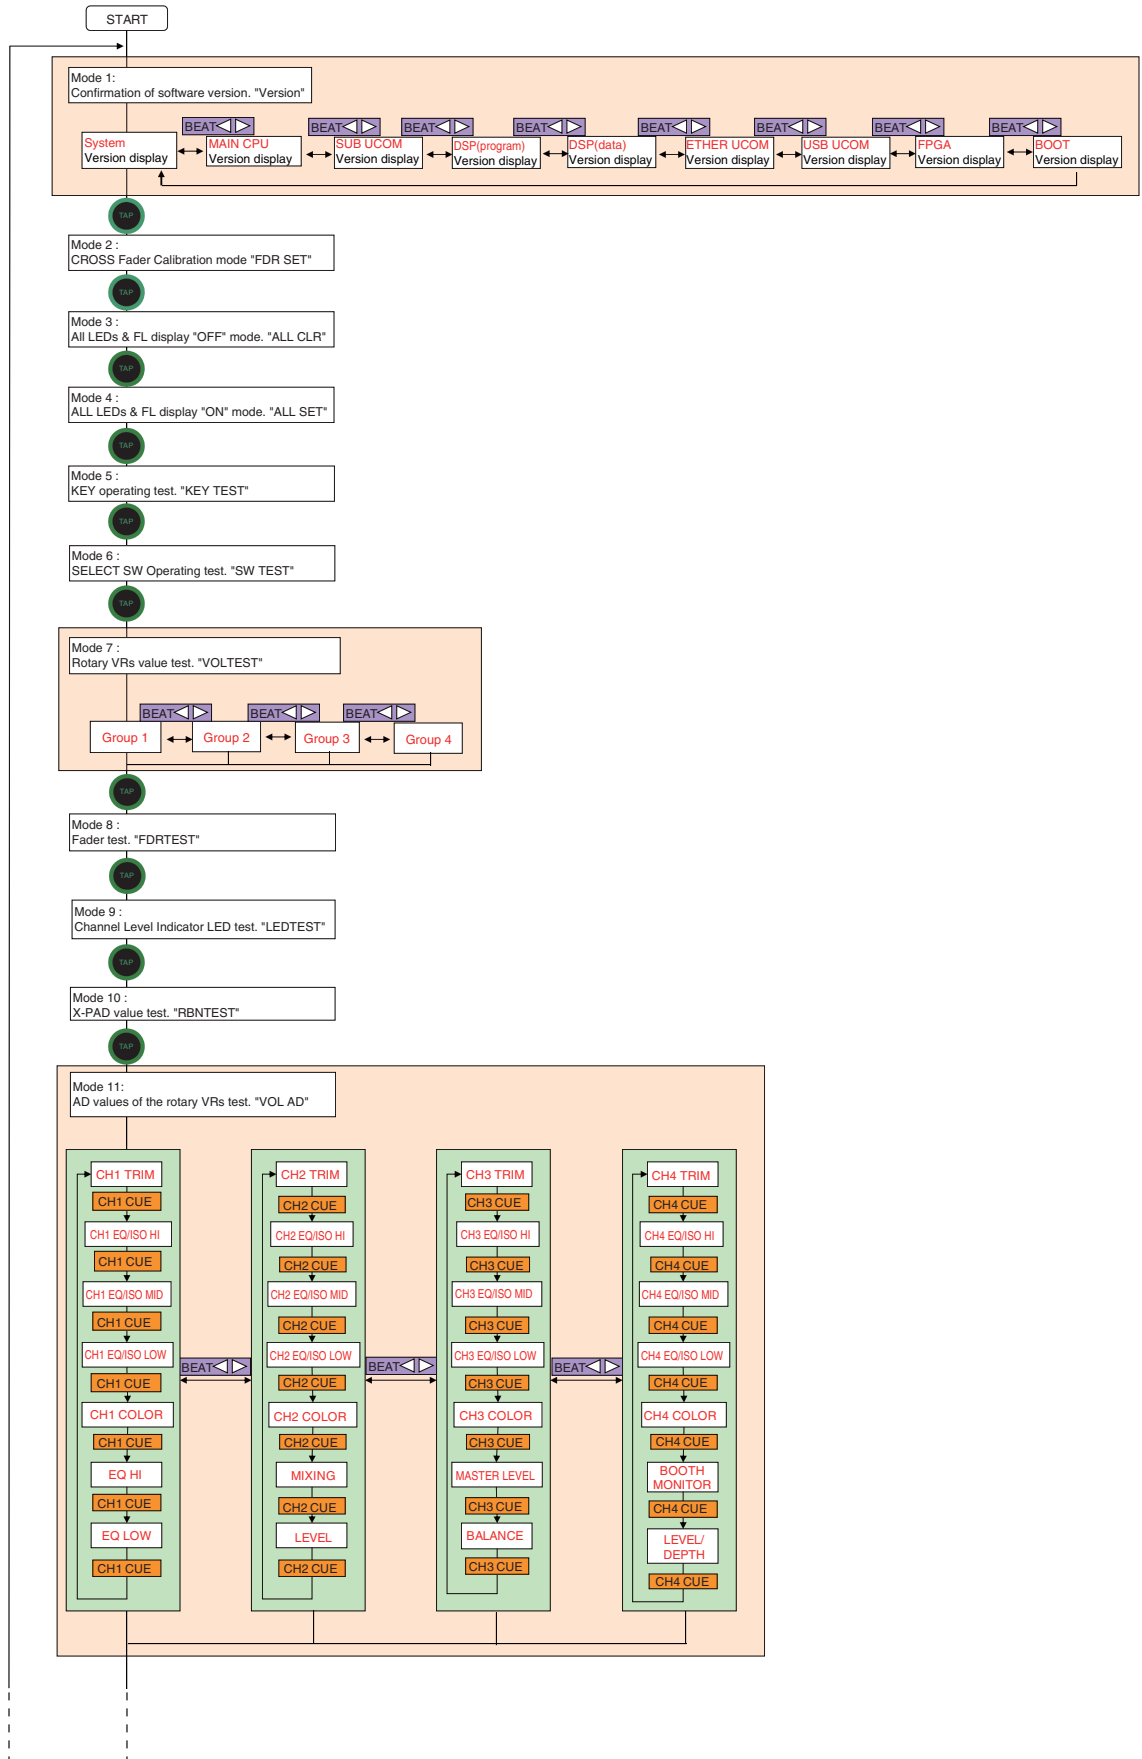 START
Mode 1:
Confirmation of software version. "Version"
BEAT BEAT BEAT BEAT BEAT BEAT BEAT BEAT
System MAIN CPU SUB UCOM DSP(program) DSP(data) ETHER UCOM USB UCOM FPGA BOOT
Version display Version display Version display Version display Version display Version display Version display Version display Version display
TAP
Mode 2 :
CROSS Fader Calibration mode "FDR SET"
TAP
Mode 3 :
All LEDs & FL display "OFF" mode. "ALL CLR"
TAP
Mode 4 :
ALL LEDs & FL display "ON" mode. "ALL SET"
TAP
Mode 5 :
KEY operating test. "KEY TEST"
TAP
Mode 6 :
SELECT SW Operating test. "SW TEST"
TAP
Mode 7 :
Rotary VRs value test. "VOLTEST"
BEAT BEAT BEAT
Group 1 Group 2 Group 3 Group 4
TAP
Mode 8 :
Fader test. "FDRTEST"
TAP
Mode 9 :
Channel Level Indicator LED test. "LEDTEST"
TAP
Mode 10 :
X-PAD value test. "RBNTEST"
TAP
Mode 11:
AD values of the rotary VRs test. "VOL AD"
CH1 TRIM
CH1 CUE
CH1 EQ/ISO HI
CH1 CUE
CH1 EQ/ISO MID
CH1 CUE
CH1 EQ/ISO LOW
CH1 CUE
CH1 COLOR
CH1 CUE
EQ HI
CH1 CUE
EQ LOW
CH1 CUE
BEAT
CH2 TRIM
CH2 CUE
CH2 EQ/ISO HI
CH2 CUE
CH2 EQ/ISO MID
CH2 CUE
CH2 EQ/ISO LOW
CH2 CUE
CH2 COLOR
CH2 CUE
MIXING
CH2 CUE
LEVEL
CH2 CUE
BEAT
CH3 TRIM
CH3 CUE
CH3 EQ/ISO HI
CH3 CUE
CH3 EQ/ISO MID
CH3 CUE
CH3 EQ/ISO LOW
CH3 CUE
CH3 COLOR
CH3 CUE
MASTER LEVEL
CH3 CUE
BALANCE
CH3 CUE
BEAT
CH4 TRIM
CH4 CUE
CH4 EQ/ISO HI
CH4 CUE
CH4 EQ/ISO MID
CH4 CUE
CH4 EQ/ISO LOW
CH4 CUE
CH4 COLOR
CH4 CUE
BOOTH
MONITOR
CH4 CUE
LEVEL/
DEPTH
CH4 CUE